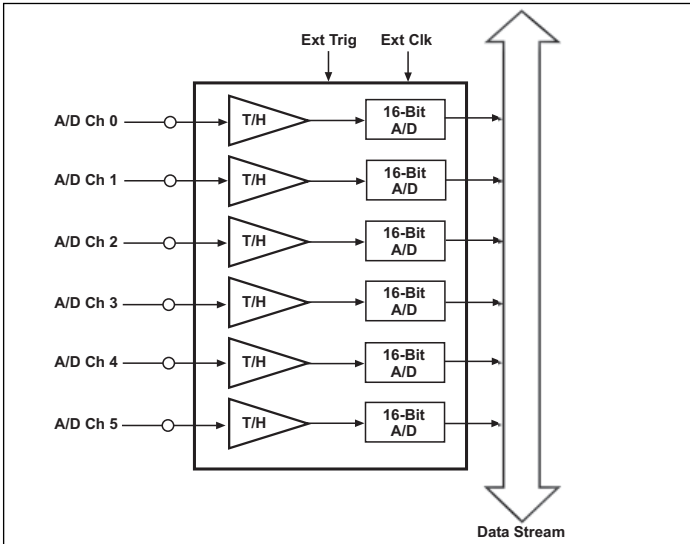 Ext Trig Ext Clk
A/D Ch 0 T/H 16-Bit
A/D
A/D Ch 1 T/H 16-Bit
A/D
A/D Ch 2 T/H 16-Bit
A/D
A/D Ch 3 T/H 16-Bit
A/D
A/D Ch 4 T/H 16-Bit
A/D
A/D Ch 5 T/H 16-Bit
A/D
Data Stream